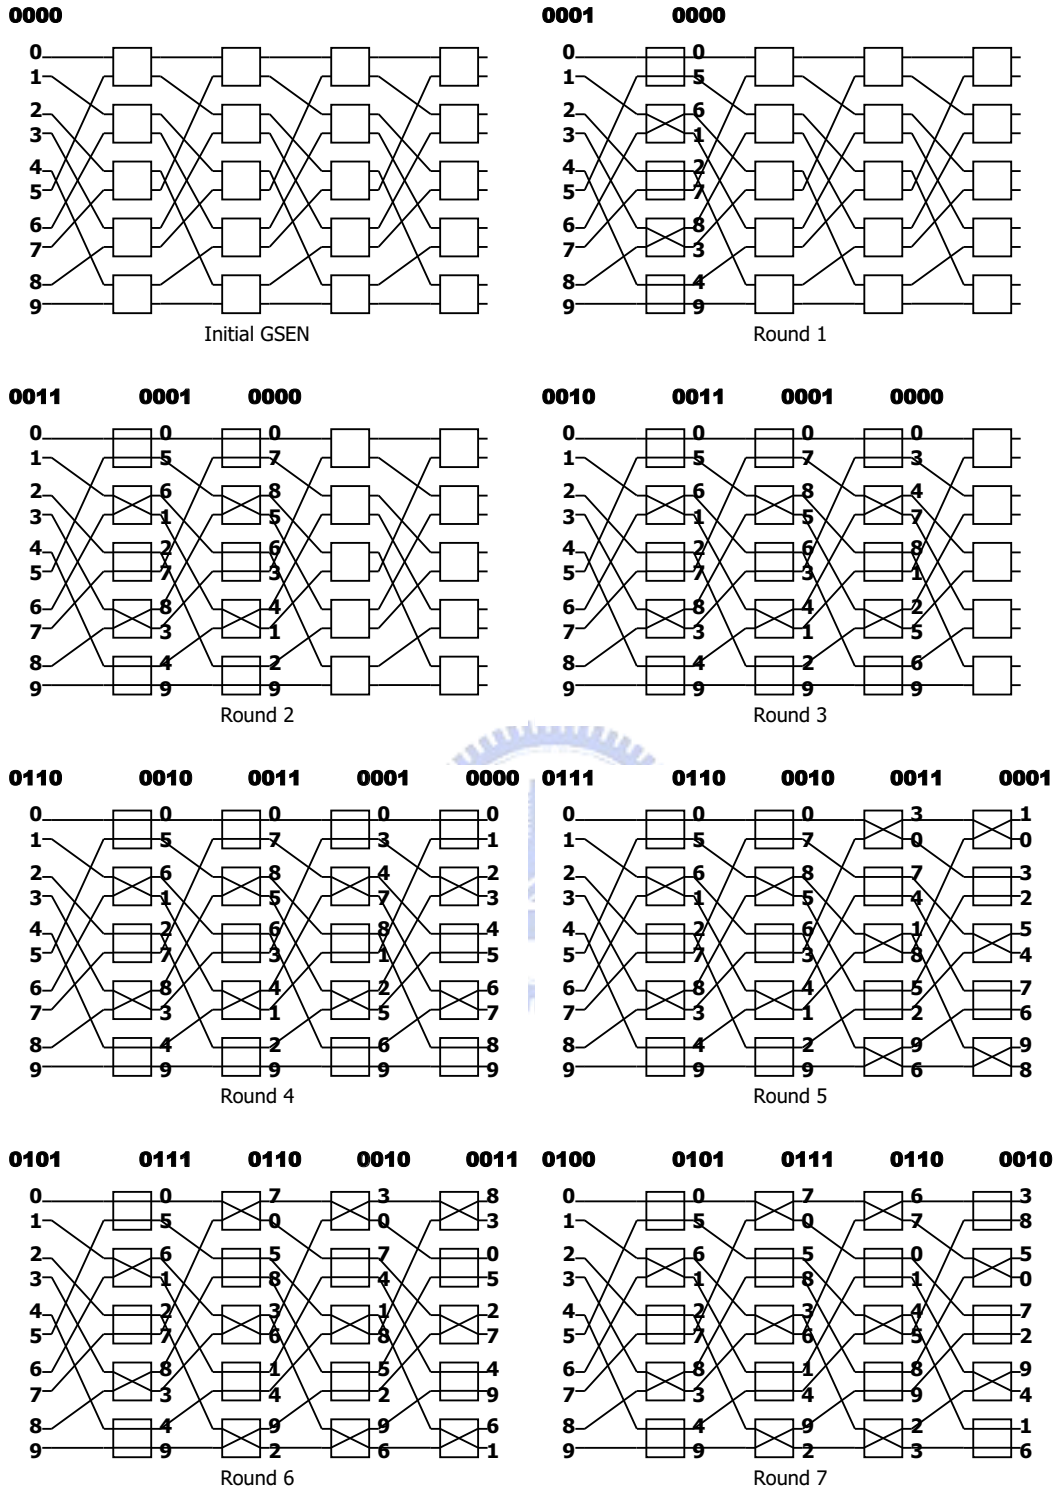 0000 0001 0000
0 0 0
1 1 5
2 2 6
3 3 1
4 4 2
5 5 7
6 6 8
7 7 3
8 8 4
9 9 9
Initial GSEN Round 1
0011 0001 0000 0010 0011 0001 0000
0 0 0 0 0 0 0
1 5 7 1 5 7 3
2 6 8 2 6 8 4
3 1 5 3 1 5 7
4 2 6 4 2 6 8
5 7 3 5 7 3 1
6 8 4 6 8 4 2
7 3 1 7 3 1 5
8 4 2 8 4 2 6
9 9 9 9 9 9 9
Round 2 Round 3
0110 0010 0011 0001 0000 0111 0110 0010 0011 0001
0 0 0 0 0 0 0 0 3 1
1 5 7 3 1 1 5 7 0 0
2 6 8 4 2 2 6 8 7 3
3 1 5 7 3 3 1 5 4 2
4 2 6 8 4 4 2 6 1 5
5 7 3 1 5 5 7 3 8 4
6 8 4 2 6 6 8 4 5 7
7 3 1 5 7 7 3 1 2 6
8 4 2 6 8 8 4 2 9 9
9 9 9 9 9 9 9 9 6 8
Round 4 Round 5
0101 0111 0110 0010 0011 0100 0101 0111 0110 0010
0 0 7 3 8 0 0 7 6 3
1 5 0 0 3 1 5 0 7 8
2 6 5 7 0 2 6 5 0 5
3 1 8 4 5 3 1 8 1 0
4 2 3 1 2 4 2 3 4 7
5 7 6 8 7 5 7 6 5 2
6 8 1 5 4 6 8 1 8 9
7 3 4 2 9 7 3 4 9 4
8 4 9 9 6 8 4 9 2 1
9 9 2 6 1 9 9 2 3 6
Round 6 Round 7